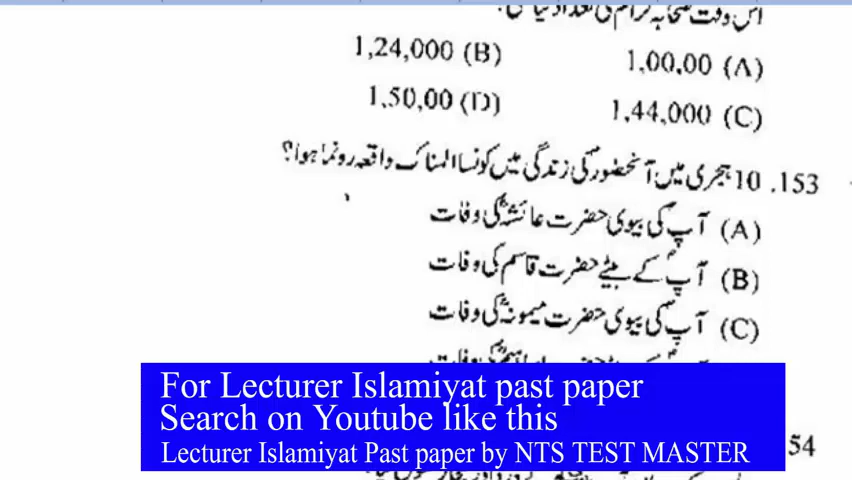 اس وقت صحابہ کرام کی تعداد
(A) 1,00,00 (B) 1,24,000
(C) 1,44,000 (D) 1,50,00
153. 10 ہجری میں آنحضورؐ کی زندگی میں کونسا المناک واقعہ رونما ہوا؟
(A) آپؐ کی بیوی حضرت عائشہؓ کی وفات
(B) آپؐ کے بیٹے حضرت قاسم کی وفات
(C) آپؐ کی بیوی حضرت میمونہؓ کی وفات
For Lecturer Islamiyat past paper
Search on Youtube like this
Lecturer Islamiyat Past paper by NTS TEST MASTER
54